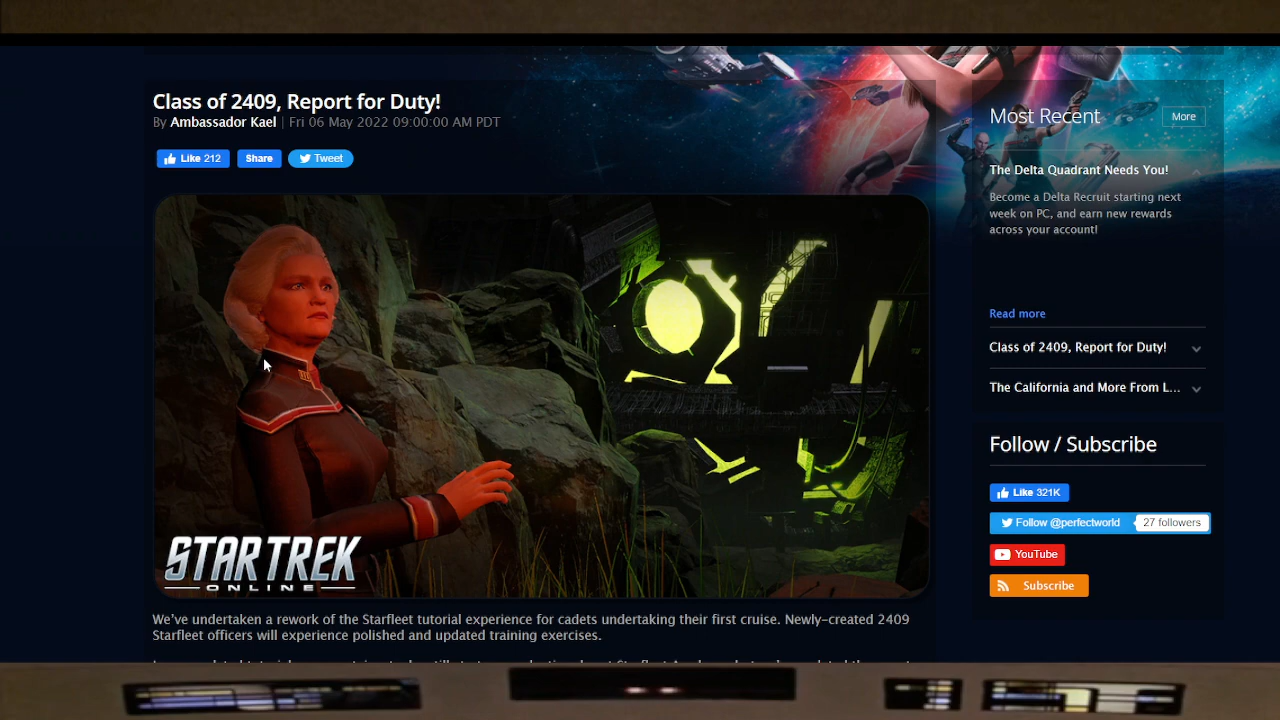 Class of 2409, Report for Duty!
By Ambassador Kael | Fri 06 May 2022 09:00:00 AM PDT
Like 212 Share Tweet
STAR TREK
ONLINE
We've undertaken a rework of the Starfleet tutorial experience for cadets undertaking their first cruise. Newly-created 2409
Starfleet officers will experience polished and updated training exercises.
Most Recent More
The Delta Quadrant Needs You!
Become a Delta Recruit starting next
week on PC, and earn new rewards
across your account!
Read more
Class of 2409, Report for Duty!
The California and More From L...
Follow / Subscribe
Like 321K
Follow @perfectworld 27 followers
YouTube
Subscribe